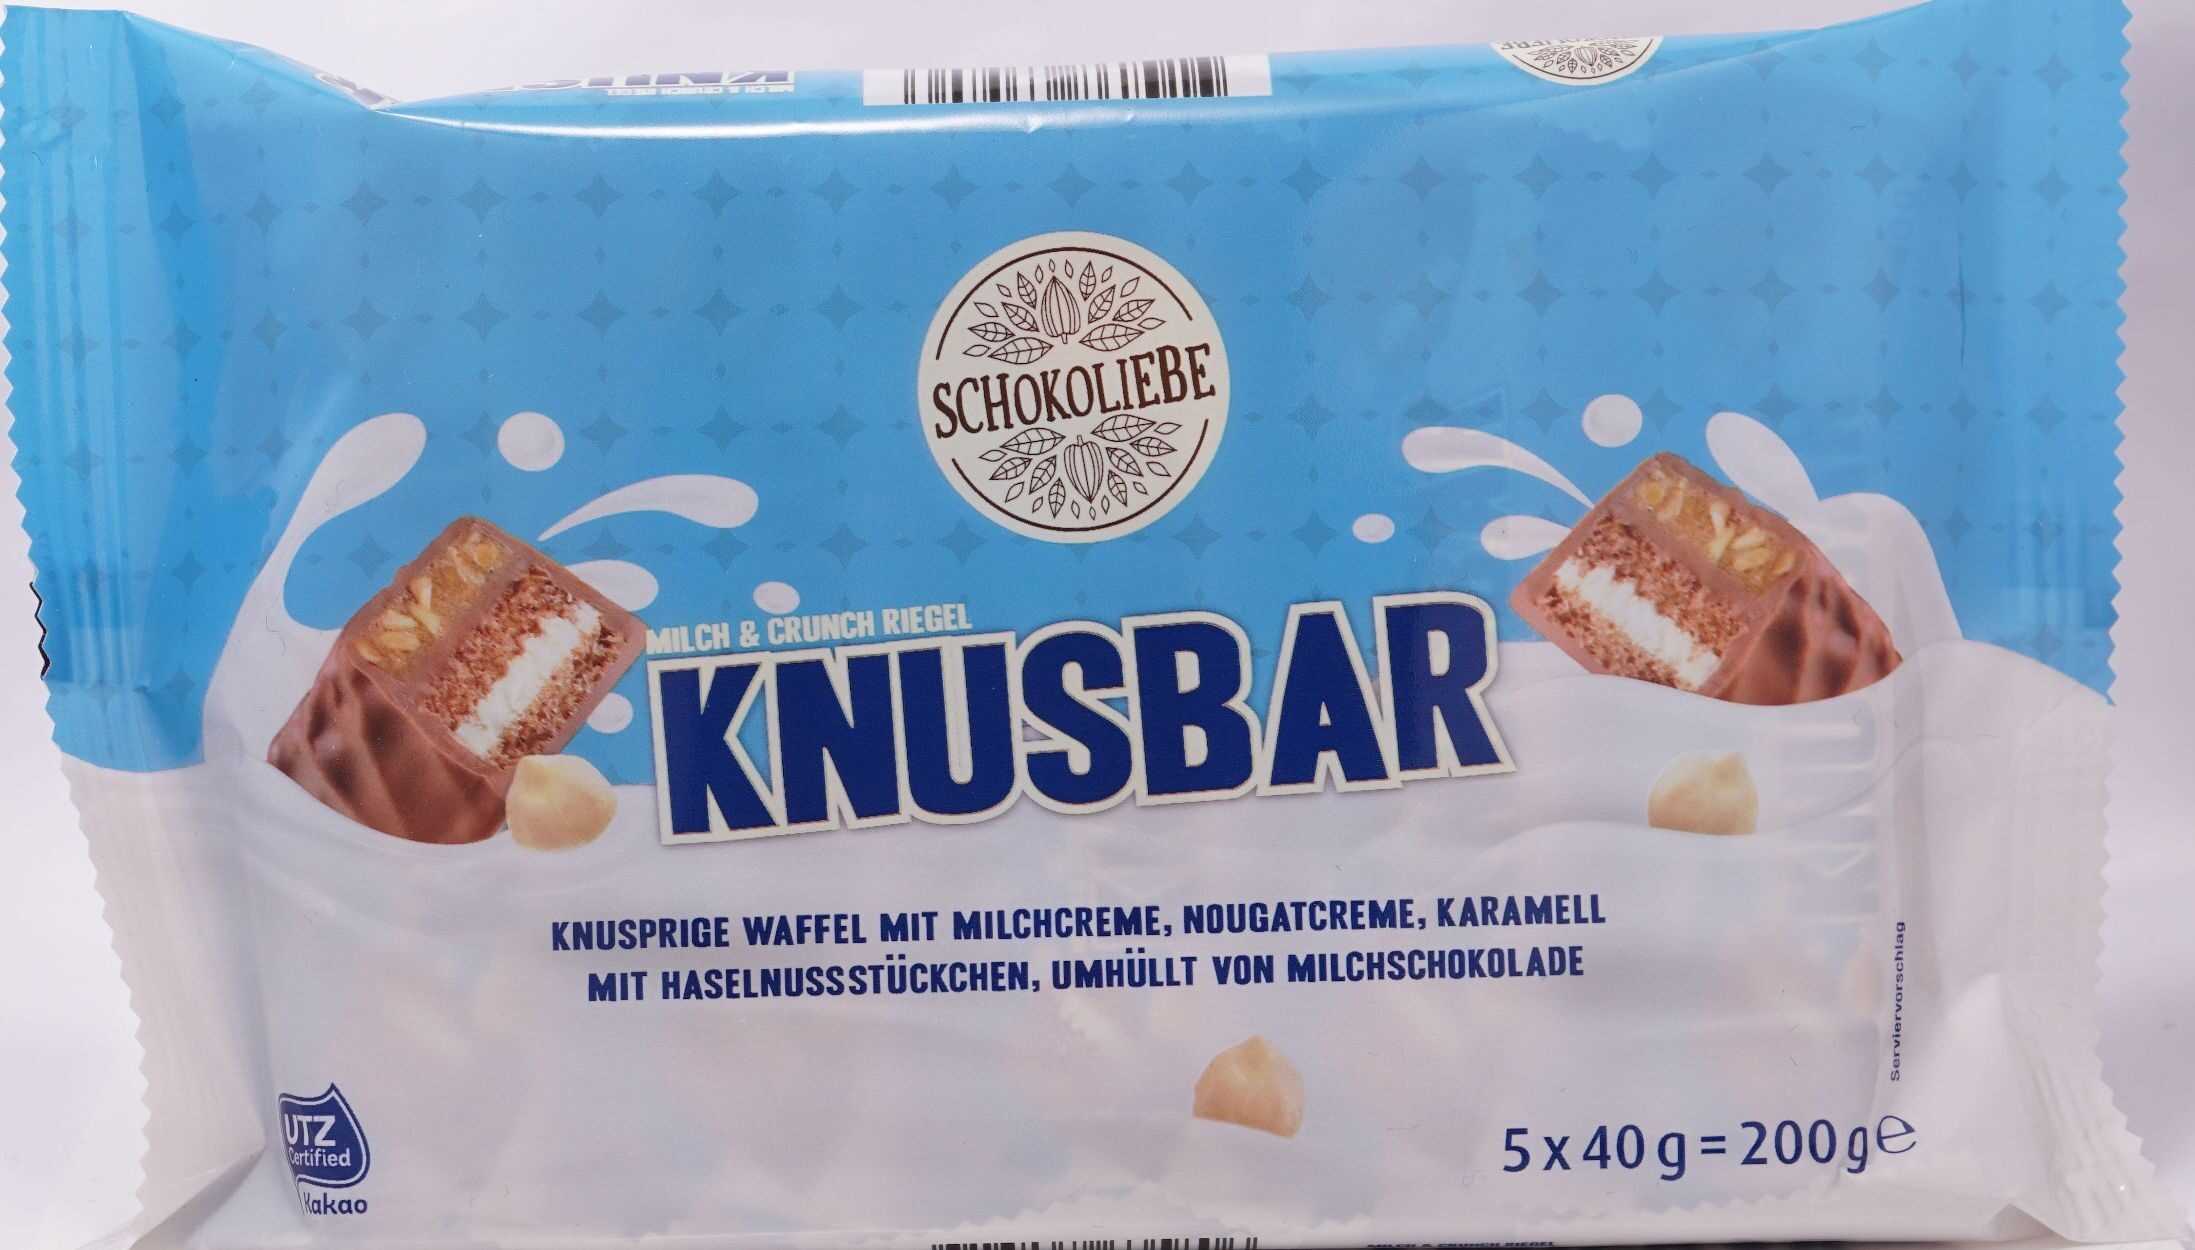 SCHOKOLIEBE
MILCH & CRUNCH RIEGEL
KNUSBAR
KNUSPRIGE WAFFEL MIT MILCHCREME, NOUGATCREME, KARAMELL
MIT HASELNUSSSTÜCKCHEN, UMHÜLLT VON MILCHSCHOKOLADE
Serviervorschlag
UTZ
Certified
Kakao
5 x 40 g = 200 g ℮